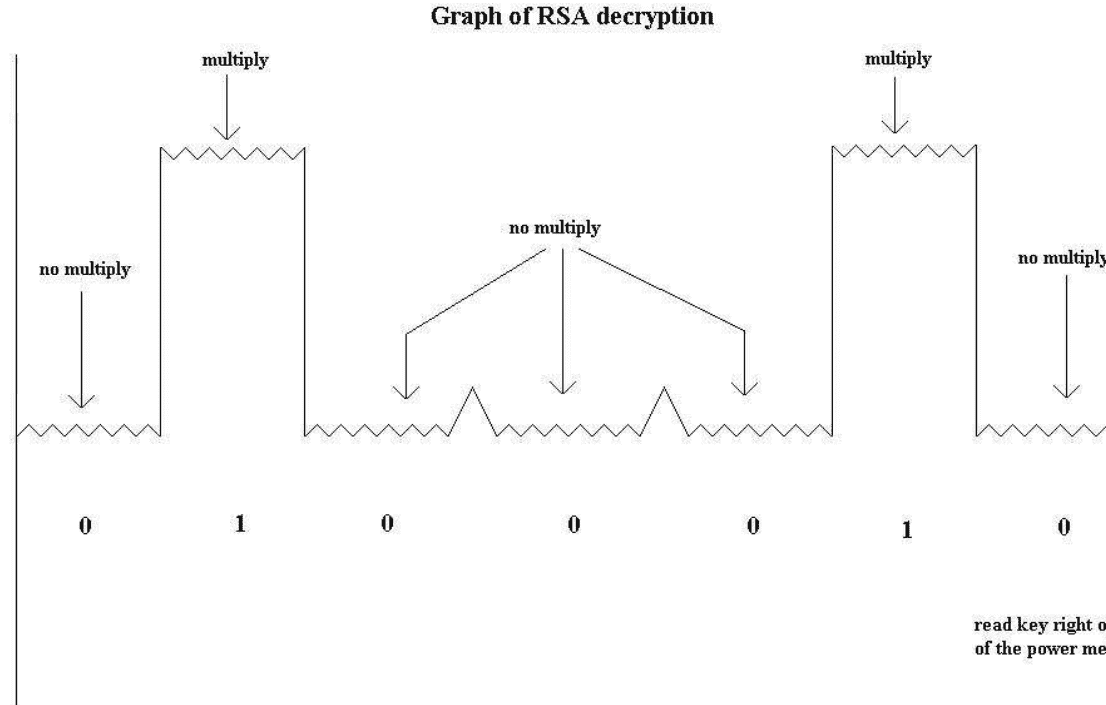 Graph of RSA decryption
multiply
multiply
no multiply
no multiply
no multiply
0 1 0 0 0 1 0
read key right o
of the power me